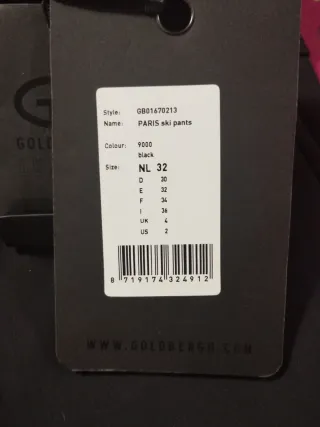 GOLD
Style: GB01670213
Name: PARIS ski pants
Colour: 9000
black
Size: NL 32
D 30
E 32
F 34
I 36
UK 4
US 2
8 719174 324912
WWW.GOLDBERGH.COM